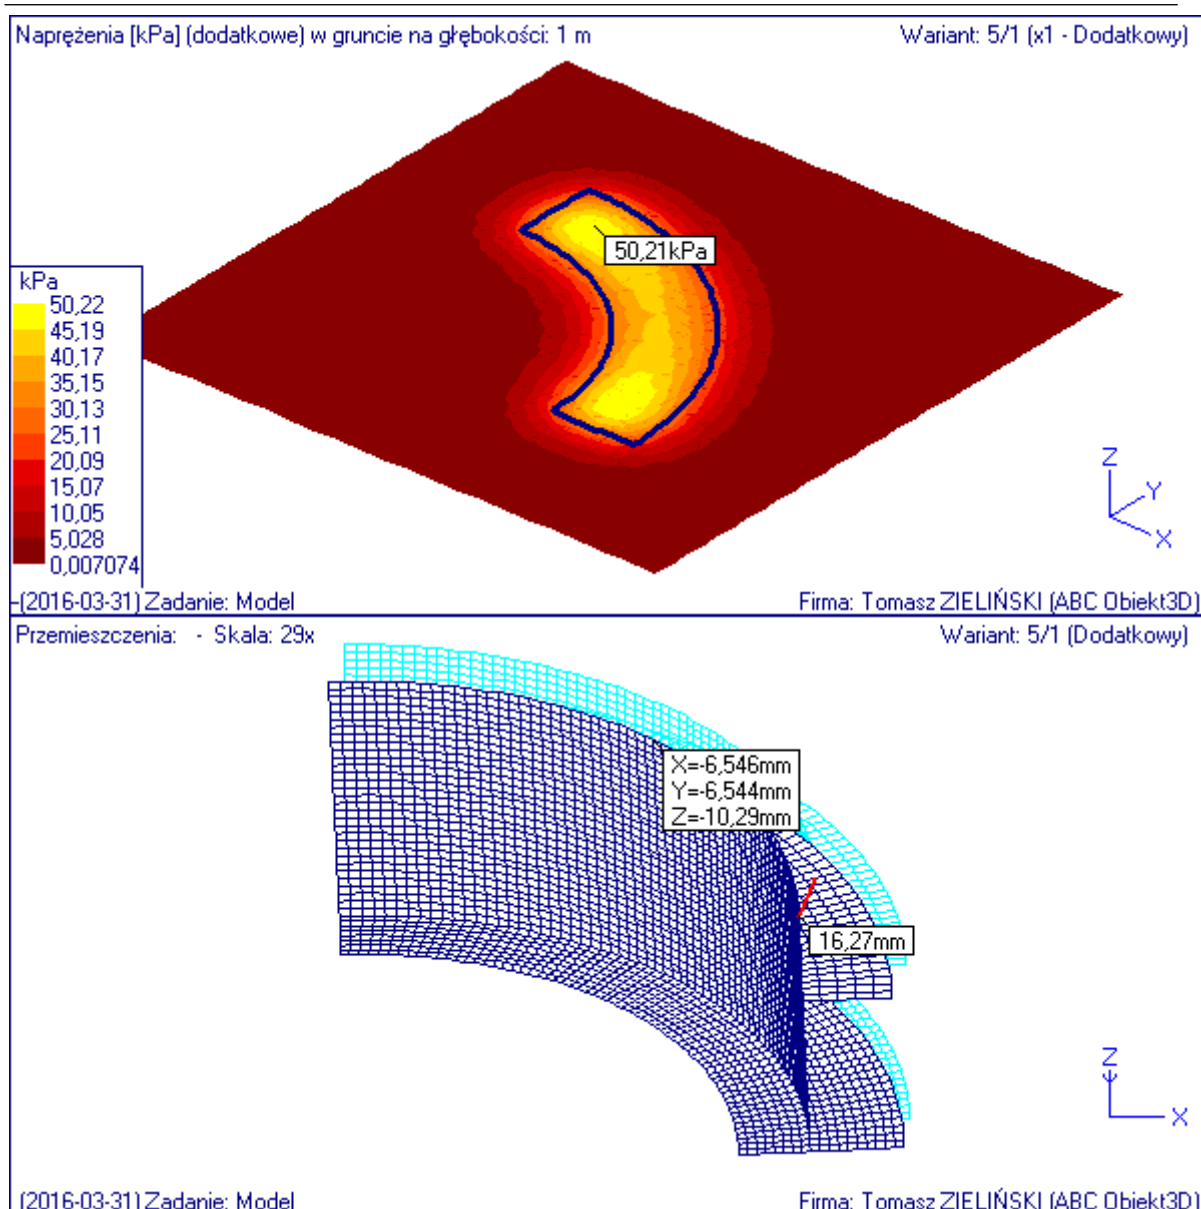 Naprężenia [kPa] (dodatkowe) w gruncie na głębokości: 1 m
Wariant: 5/1 (x1 - Dodatkowy)
50,21kPa
kPa
50,22
45,19
40,17
35,15
30,13
25,11
20,09
15,07
10,05
5,028
0,007074
Z
Y
X
(2016-03-31) Zadanie: Model
Firma: Tomasz ZIELIŃSKI (ABC Obiekt3D)
Przemieszczenia:  - Skala: 29x
Wariant: 5/1 (Dodatkowy)
X=-6,546mm
Y=-6,544mm
Z=-10,29mm
16,27mm
Z
X
(2016-03-31) Zadanie: Model
Firma: Tomasz ZIELIŃSKI (ABC Obiekt3D)